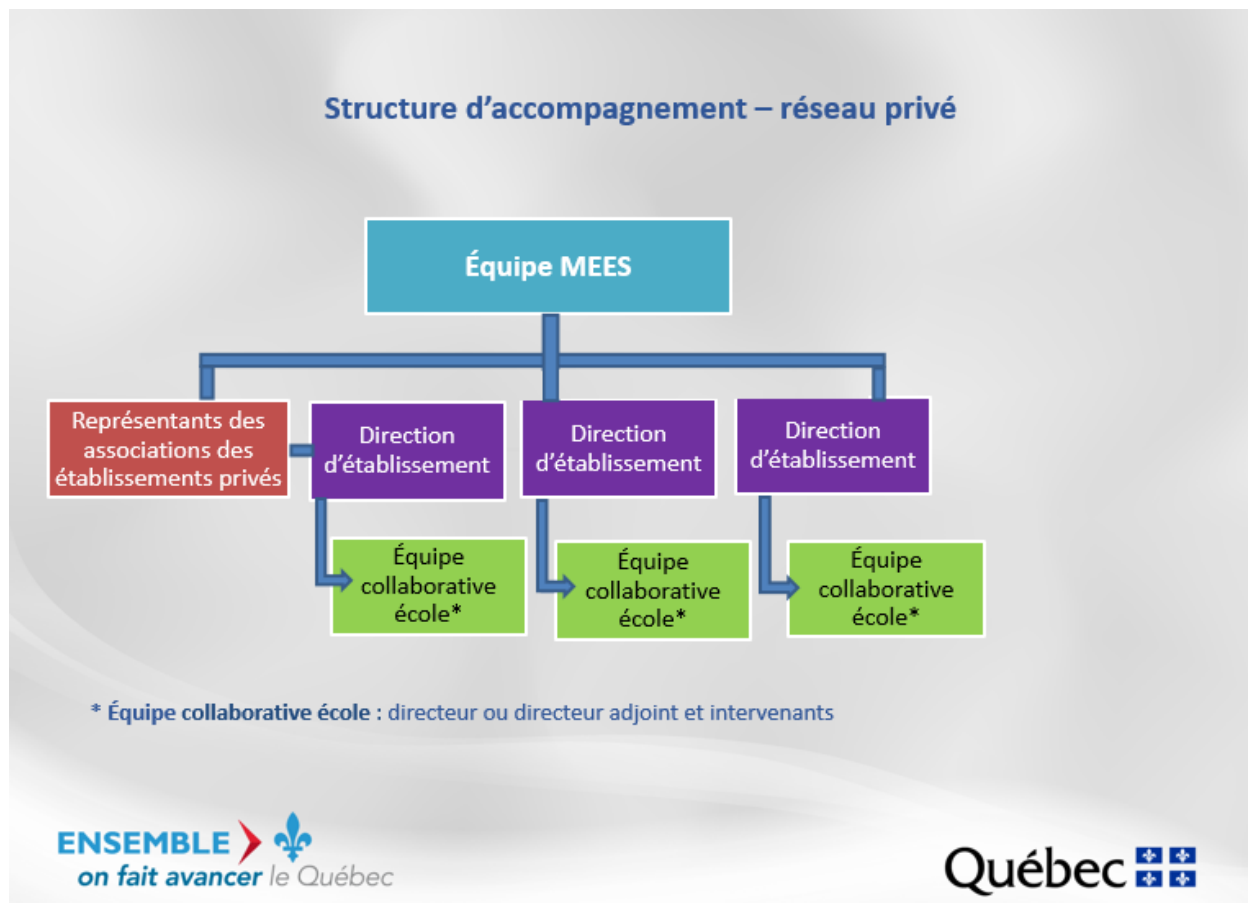 Structure d’accompagnement – réseau privé
Équipe MEES
Représentants des
associations des
établissements privés
Direction
d’établissement
Direction
d’établissement
Direction
d’établissement
Équipe
collaborative
école*
Équipe
collaborative
école*
Équipe
collaborative
école*
* Équipe collaborative école : directeur ou directeur adjoint et intervenants
ENSEMBLE
on fait avancer le Québec
Québec